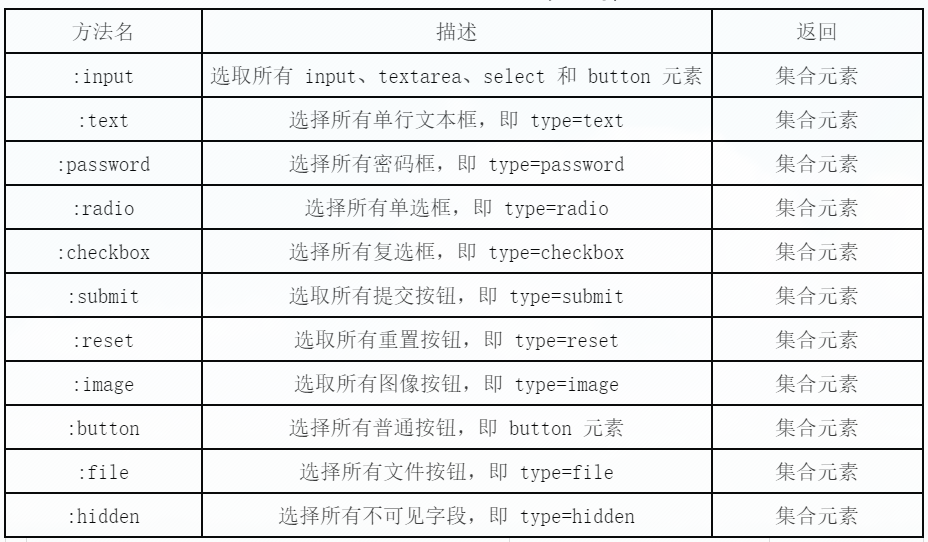 方法名 描述 返回
:input 选取所有 input、textarea、select 和 button 元素 集合元素
:text 选择所有单行文本框，即 type=text 集合元素
:password 选择所有密码框，即 type=password 集合元素
:radio 选择所有单选框，即 type=radio 集合元素
:checkbox 选择所有复选框，即 type=checkbox 集合元素
:submit 选取所有提交按钮，即 type=submit 集合元素
:reset 选取所有重置按钮，即 type=reset 集合元素
:image 选取所有图像按钮，即 type=image 集合元素
:button 选择所有普通按钮，即 button 元素 集合元素
:file 选择所有文件按钮，即 type=file 集合元素
:hidden 选择所有不可见字段，即 type=hidden 集合元素